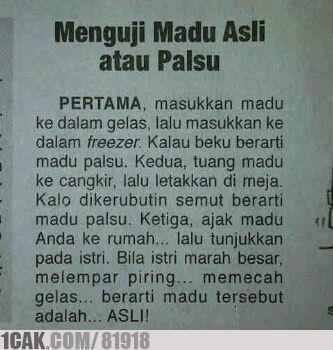 Menguji Madu Asli
atau Palsu
PERTAMA, masukkan madu
ke dalam gelas, lalu masukkan ke
dalam freezer. Kalau beku berarti
madu palsu. Kedua, tuang madu
ke cangkir, lalu letakkan di meja.
Kalo dikerubutin semut berarti
madu palsu. Ketiga, ajak madu
Anda ke rumah... lalu tunjukkan
pada istri. Bila istri marah besar,
melempar piring... memecah
gelas... berarti madu tersebut
adalah... ASLI!
1CAK.COM/81918